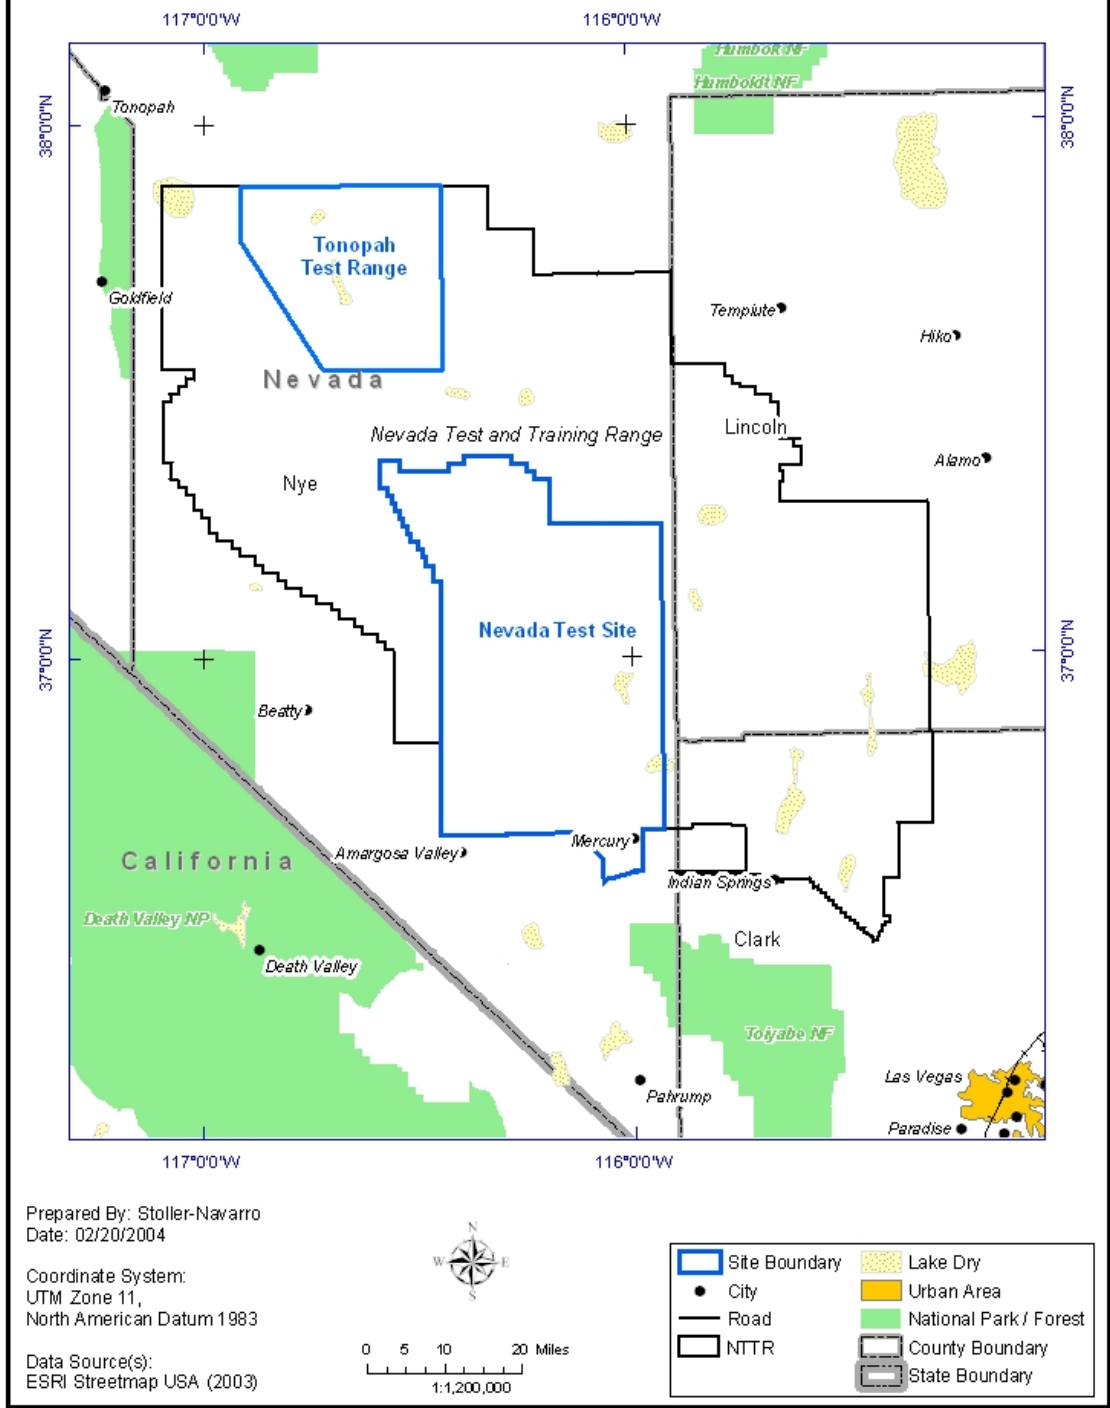 117°0'0"W
116°0'0"W
Humbolt NF
Humboldt NF
Tonopah
38°0'0"N
38°0'0"N
Tonopah
Test Range
Goldfield
Tempiute
Hiko
Nevada
Lincoln
Nevada Test and Training Range
Alamo
Nye
Nevada Test Site
37°0'0"N
37°0'0"N
Beatty
Mercury
Amargosa Valley
California
Indian Springs
Death Valley NP
Clark
Death Valley
Toiyabe NF
Las Vegas
Pahrump
Paradise
117°0'0"W
116°0'0"W
Prepared By: Stoller-Navarro
Date: 02/20/2004
Coordinate System:
UTM Zone 11,
North American Datum 1983
Data Source(s):
ESRI Streetmap USA (2003)
N
W
E
S
0 5 10 20 Miles
1:1,200,000
Site Boundary
City
Road
NTTR
Lake Dry
Urban Area
National Park / Forest
County Boundary
State Boundary